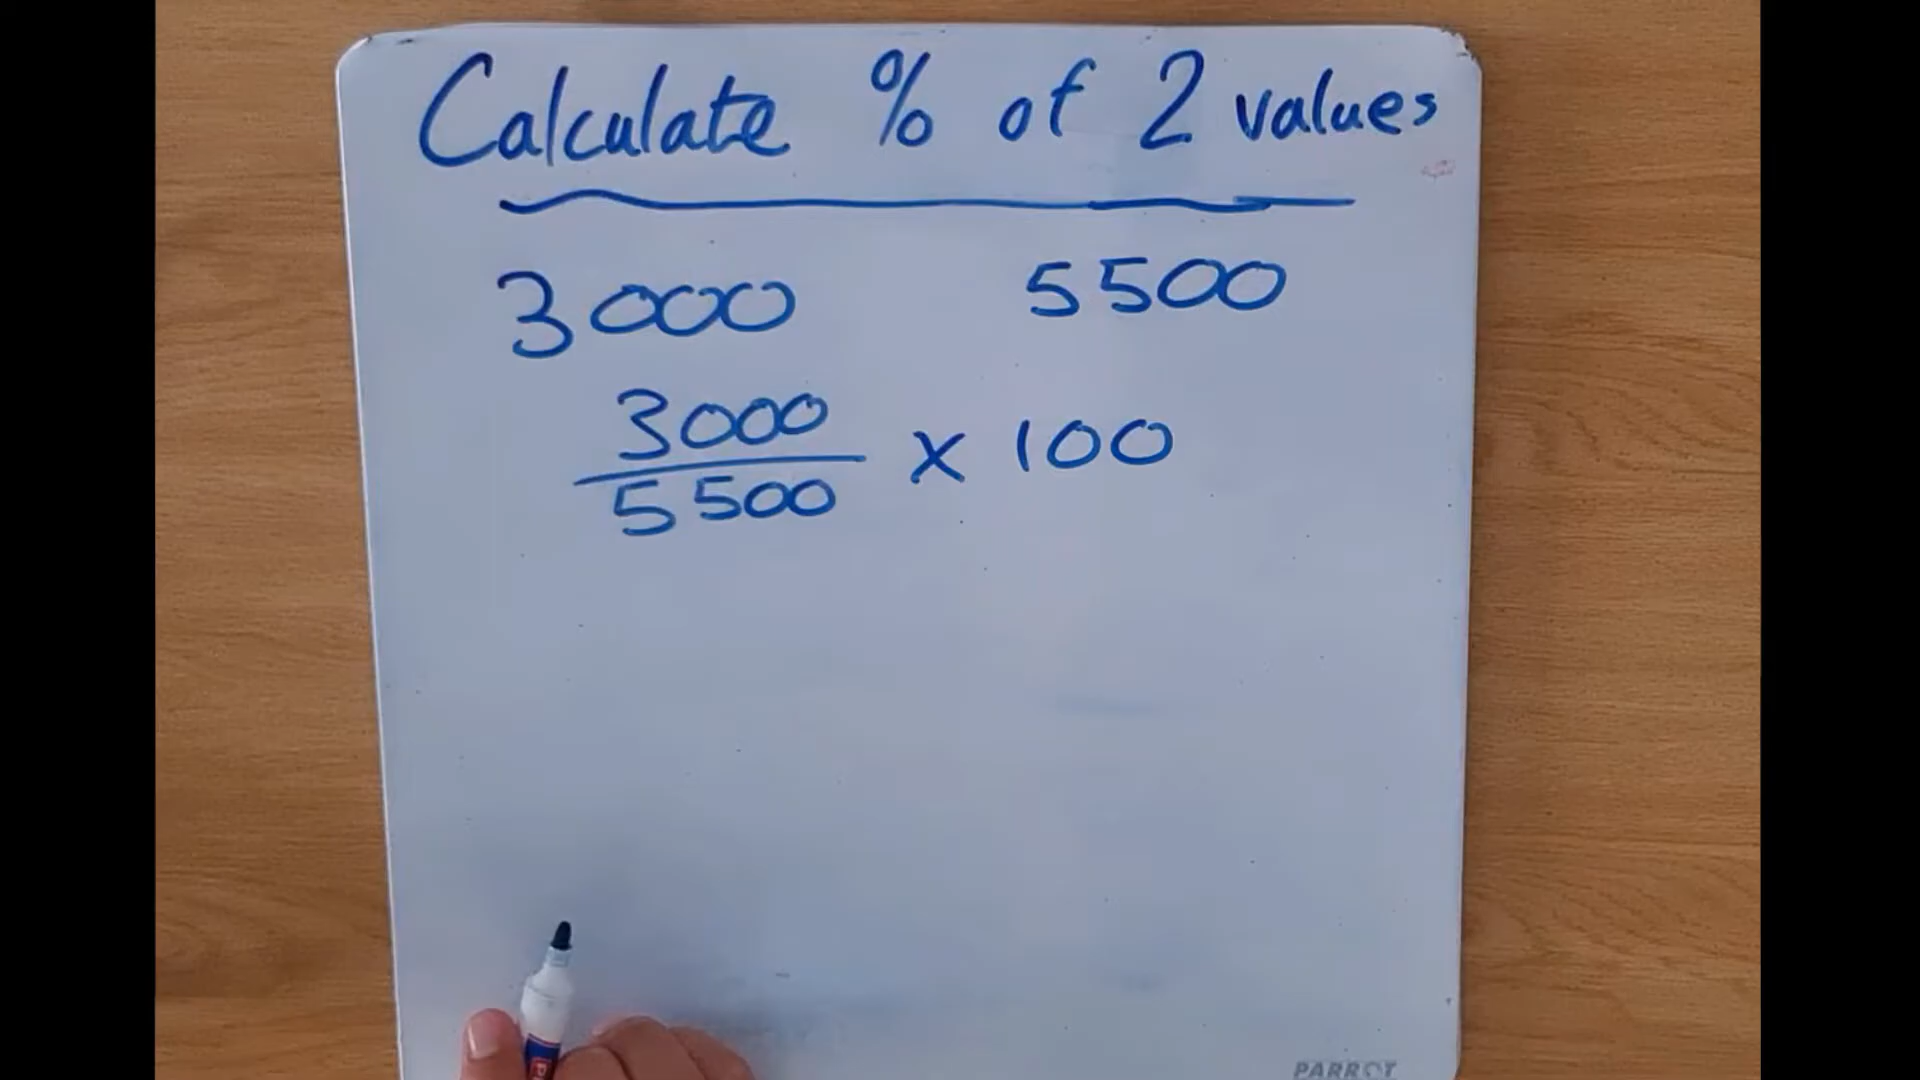 Calculate % of 2 values
3000 5500
3000
5500
× 100
PARROT